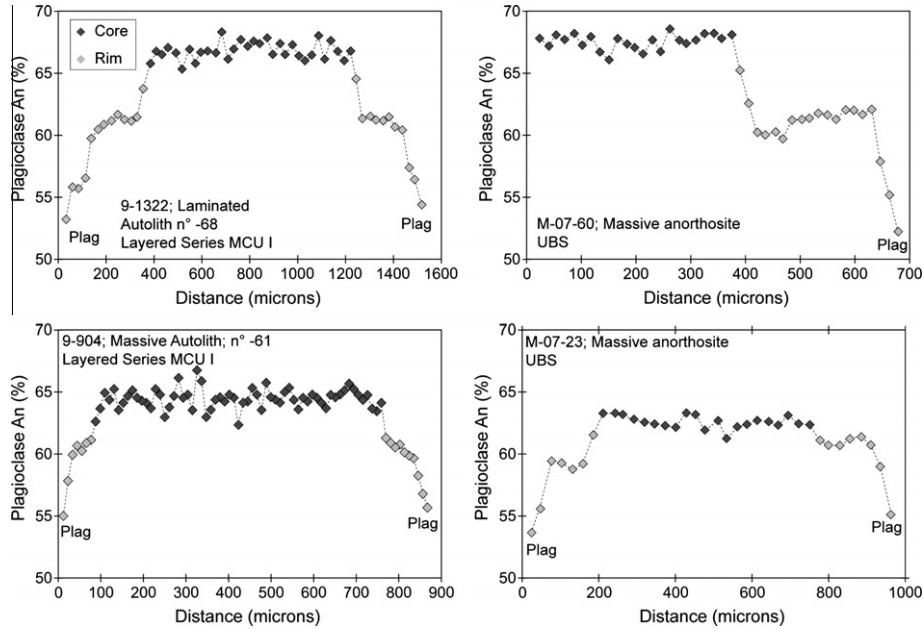 70
65
60
55
50
Plagioclase An (%)
Core
Rim
9-1322; Laminated
Autolith n° -68
Layered Series MCU I
Plag
Plag
0 200 400 600 800 1000 1200 1400 1600
Distance (microns)
70
65
60
55
50
Plagioclase An (%)
M-07-60; Massive anorthosite
UBS
Plag
0 100 200 300 400 500 600 700
Distance (microns)
70
65
60
55
50
Plagioclase An (%)
9-904; Massive Autolith; n° -61
Layered Series MCU I
Plag
Plag
0 100 200 300 400 500 600 700 800 900
Distance (microns)
70
65
60
55
50
Plagioclase An (%)
M-07-23; Massive anorthosite
UBS
Plag
Plag
0 200 400 600 800 1000
Distance (microns)